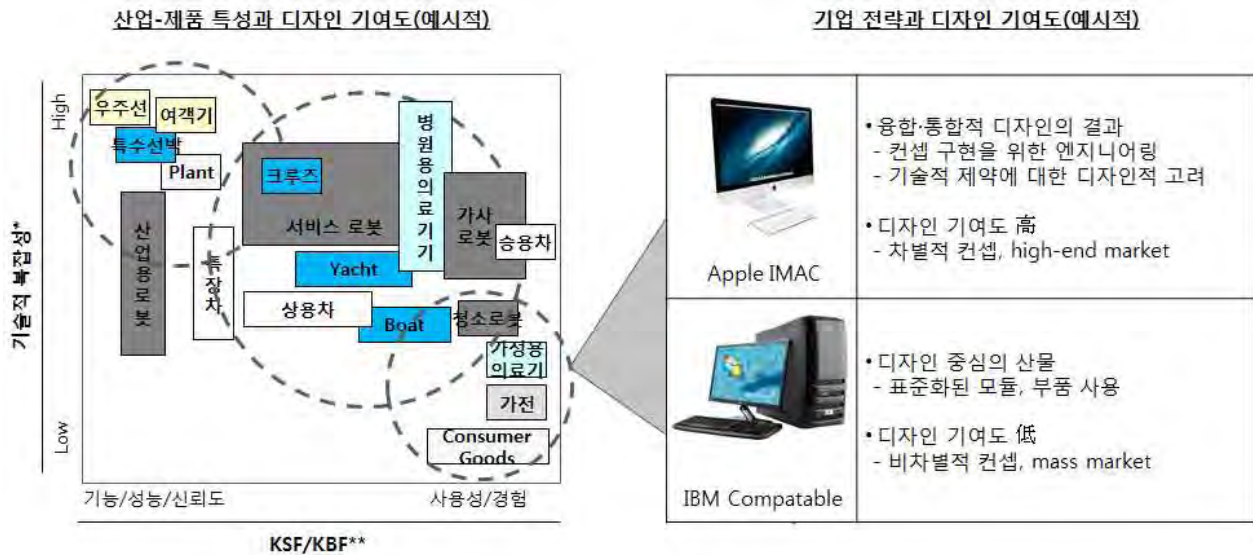 산업-제품 특성과 디자인 기여도(예시적)
기업 전략과 디자인 기여도(예시적)
기술적 복잡성*
High
Low
우주선
여객기
특수선박
Plant
산업용로봇
특장차
크루즈
서비스 로봇
병원용의료기기
가사
로봇
승용차
Yacht
상용차
Boat
청소로봇
가성용
의료기
가전
Consumer
Goods
기능/성능/신뢰도
사용성/경험
KSF/KBF**
Apple IMAC
•융합·통합적 디자인의 결과
- 컨셉 구현을 위한 엔지니어링
- 기술적 제약에 대한 디자인적 고려
•디자인 기여도 高
- 차별적 컨셉, high-end market
IBM Compatable
•디자인 중심의 산물
- 표준화된 모듈, 부품 사용
•디자인 기여도 低
- 비차별적 컨셉, mass market